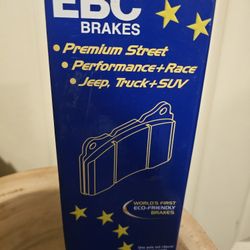 EBC
BRAKES
• Premium Street
• Performance+Race
• Jeep, Truck+SUV
WORLD'S FIRST
ECO-FRIENDLY
BRAKES